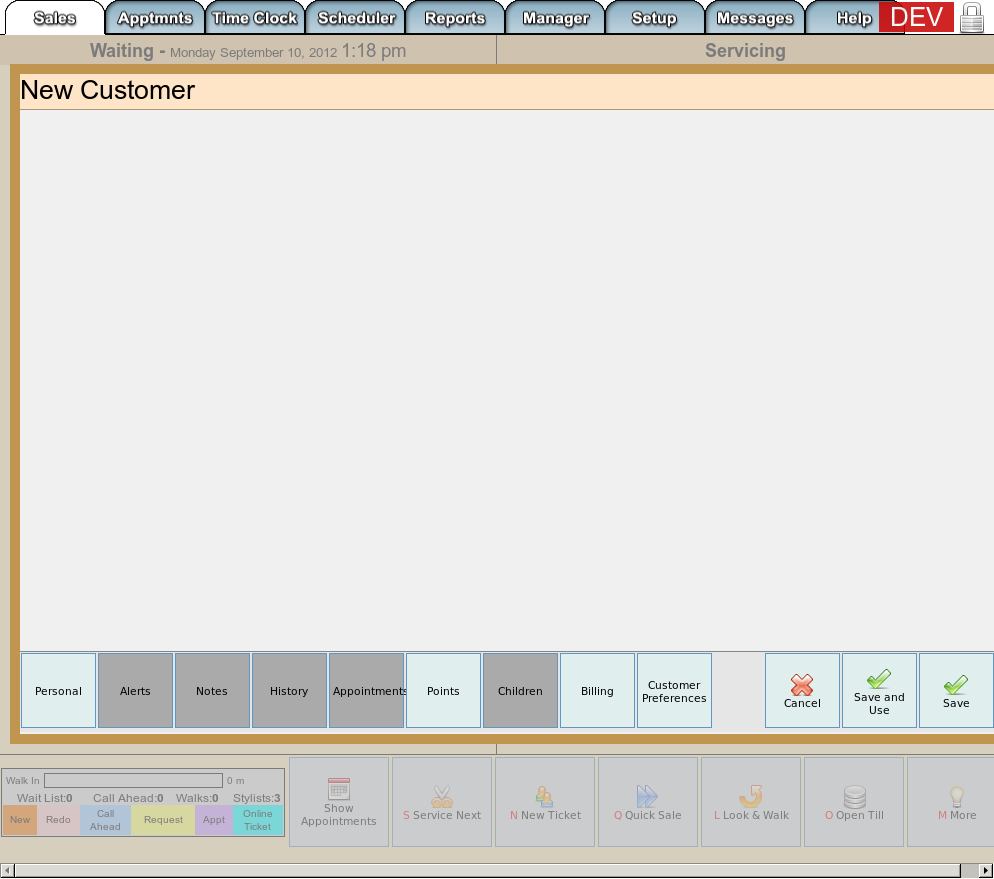 Sales Apptmnts Time Clock Scheduler Reports Manager Setup Messages Help DEV
Waiting - Monday September 10, 2012 1:18 pm
Servicing
New Customer
Personal
Alerts
Notes
History
Appointments
Points
Children
Billing
Customer
Preferences
Cancel
Save and
Use
Save
Walk In 0 m
Wait List:0 Call Ahead:0 Walks:0 Stylists:3
New
Redo
Call
Ahead
Request
Appt
Online
Ticket
Show
Appointments
S Service Next
N New Ticket
Q Quick Sale
L Look & Walk
O Open Till
M More